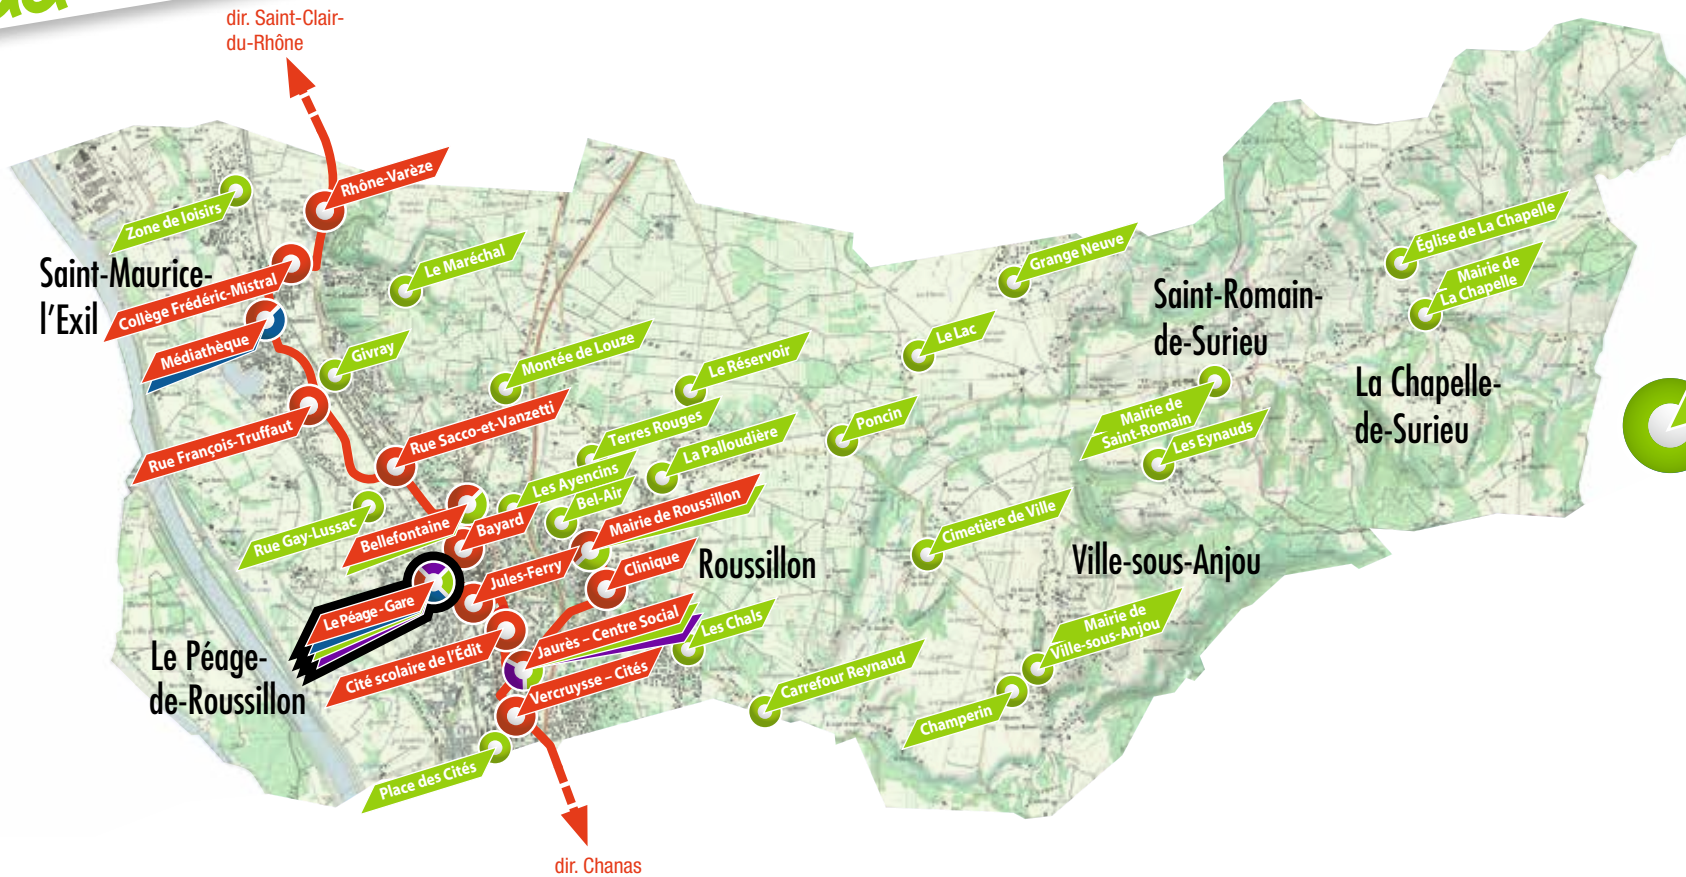 dir. Saint-Clair-
du-Rhône
Rhône-Varèze
Zone de loisirs
Saint-Maurice-
l'Exil
Collège Frédéric-Mistral
Le Maréchal
Grange Neuve
Église de La Chapelle
Mairie de
La Chapelle
Médiathèque
Givray
Montée de Louze
Le Réservoir
Le Lac
Saint-Romain-
de-Surieu
La Chapelle-
de-Surieu
Rue François-Truffaut
Rue Sacco-et-Vanzetti
Terres Rouges
La Palloudière
Poncin
Mairie de
Saint-Romain
Les Eynauds
Rue Gay-Lussac
Bellefontaine
Bayard
Les Ayencins
Bel-Air
Mairie de Roussillon
Cimetière de Ville
Jules-Ferry
Clinique
Roussillon
Ville-sous-Anjou
Le Péage - Gare
Le Péage-
de-Roussillon
Cité scolaire de l'Édit
Jaurès – Centre Social
Les Chals
Vercruysse – Cités
Carrefour Reynaud
Mairie de
Ville-sous-Anjou
Champerin
Place des Cités
dir. Chanas